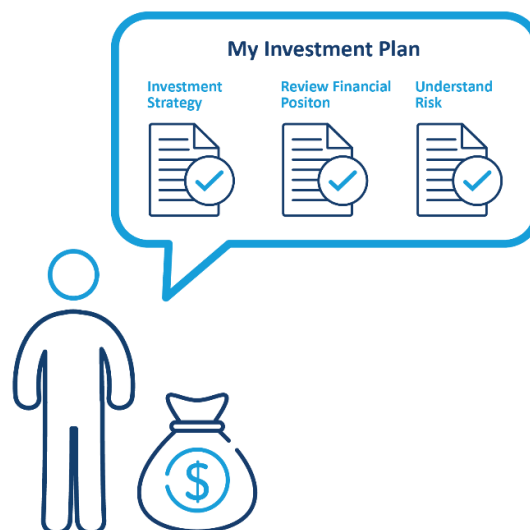 My Investment Plan
Investment
Strategy
Review Financial
Positon
Understand
Risk
$